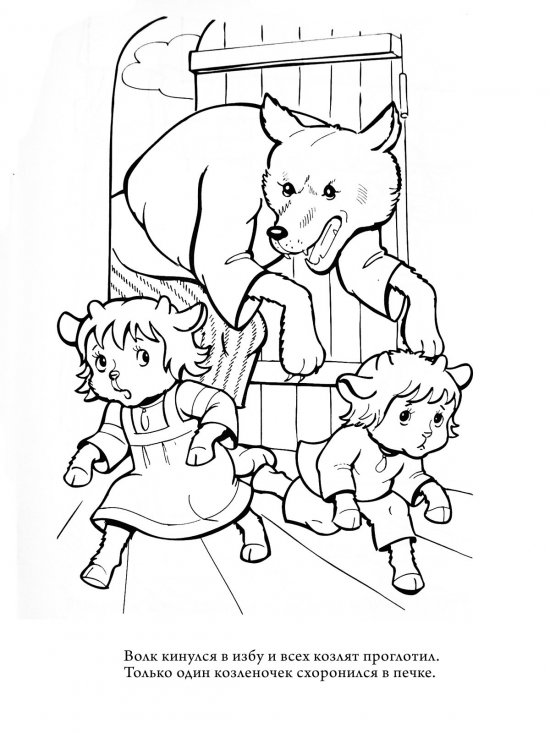 Волк кинулся в избу и всех козлят проглотил.
Только один козленочек схоронился в печке.